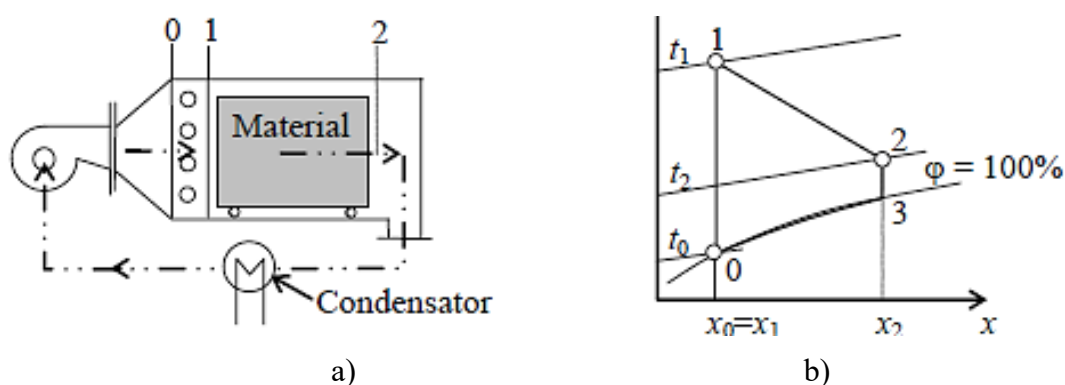 0 1 2
Material
Condensator
a)
t₁ 1
2
t₂ φ = 100%
3
t₀
0
x₀=x₁ x₂ x
b)